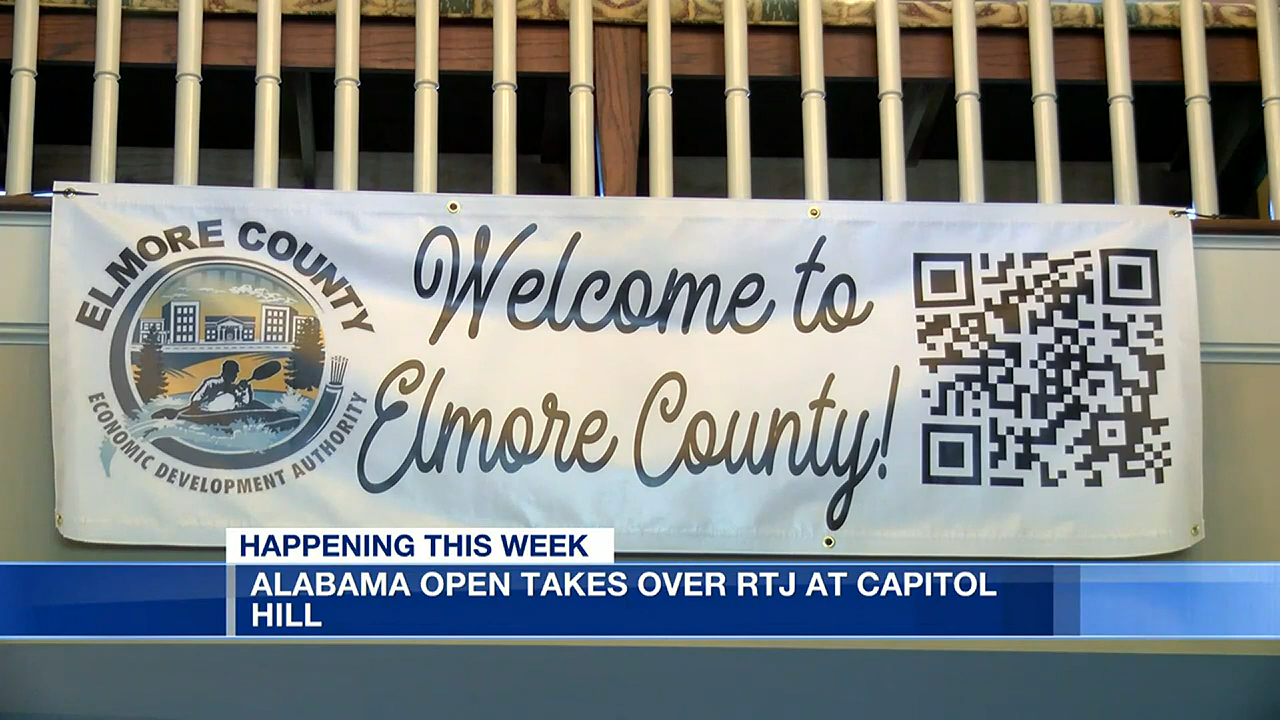 ELMORE COUNTY
ECONOMIC DEVELOPMENT AUTHORITY
Welcome to
Elmore County!
HAPPENING THIS WEEK
ALABAMA OPEN TAKES OVER RTJ AT CAPITOL
HILL